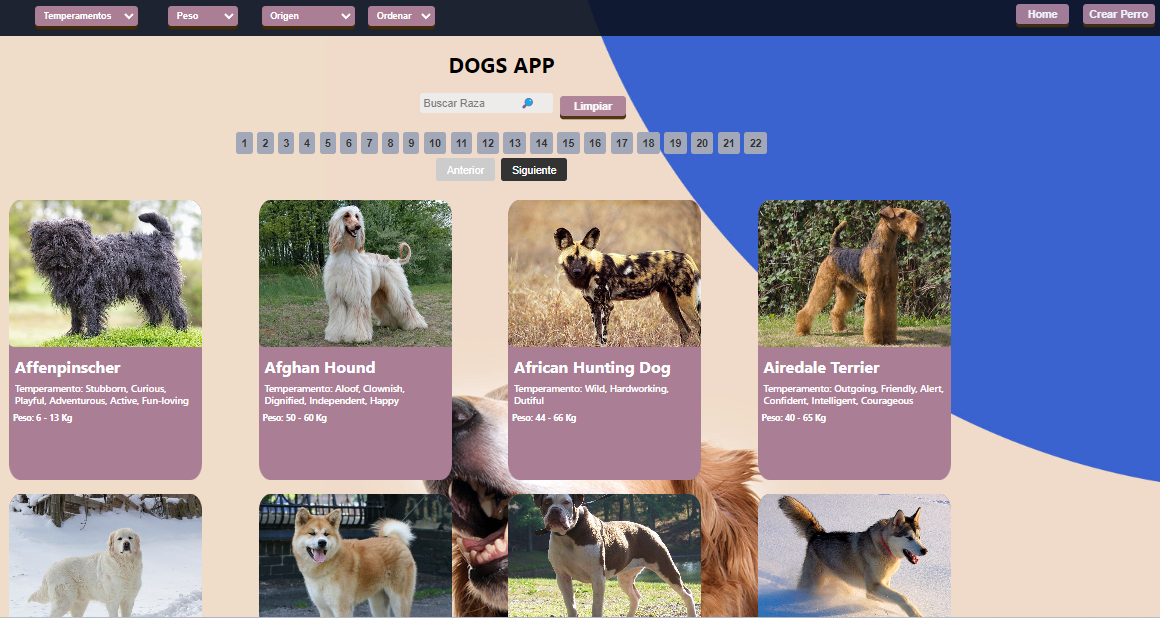 Temperamentos Peso Origen Ordenar Home Crear Perro
DOGS APP
Buscar Raza Limpiar
1 2 3 4 5 6 7 8 9 10 11 12 13 14 15 16 17 18 19 20 21 22
Anterior Siguiente
Affenpinscher
Temperamento: Stubborn, Curious,
Playful, Adventurous, Active, Fun-loving
Peso: 6 - 13 Kg
Afghan Hound
Temperamento: Aloof, Clownish,
Dignified, Independent, Happy
Peso: 50 - 60 Kg
African Hunting Dog
Temperamento: Wild, Hardworking,
Dutiful
Peso: 44 - 66 Kg
Airedale Terrier
Temperamento: Outgoing, Friendly, Alert,
Confident, Intelligent, Courageous
Peso: 40 - 65 Kg